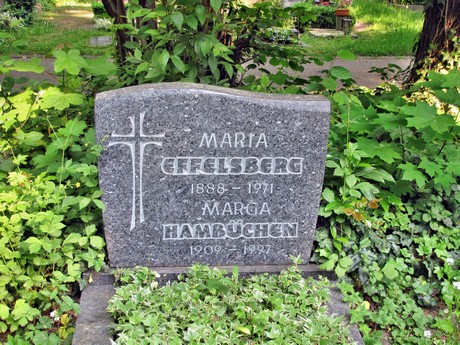 MARIA
EFFELSBERG
1888 - 1971
MARGA
HAMBÜCHEN
1909 - 1997